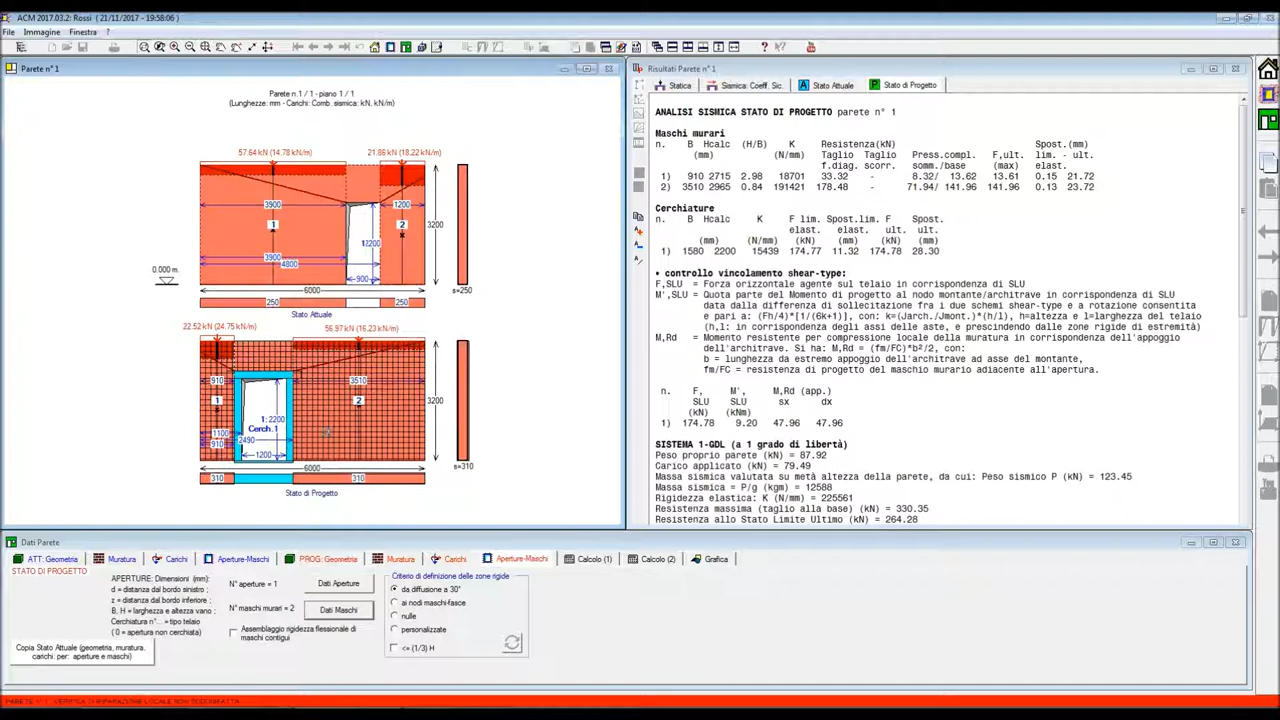 ACM 2017.03.2: Rossi ( 21/11/2017 - 19:58:06 )
File Immagine Finestra
Parete n° 1
Parete n.1 / 1 - piano 1 / 1
(Lunghezze: mm - Carichi: Comb. sismica: kN, kN/m)
57.64 kN (14.78 kN/m) 21.86 kN (18.22 kN/m)
3900 1200
1 2 3200
3900
4800
0.000 m.
900
6000 s=250
250 250
Stato Attuale
22.52 kN (24.75 kN/m) 56.97 kN (16.23 kN/m)
910 3510
1 2 3200
1: 2200
Cerch.1
1100
910 2490
1200
6000 s=310
310 310
Stato di Progetto
Risultati Parete n°1
Statica Sismica: Coeff. Sic. Stato Attuale Stato di Progetto
ANALISI SISMICA STATO DI PROGETTO parete n° 1
Maschi murari
n. B Hcalc (H/B) K Resistenza(kN) Spost.(mm)
(mm) (N/mm) Taglio Taglio Press.compl. F,ult. lim. - ult.
f.diag. scorr. somm./base (max) elast.
1) 910 2715 2.98 18701 33.32 - 8.32/ 13.62 13.61 0.15 23.72
2) 3510 2965 0.84 191421 178.48 - 71.94/ 141.96 141.96 0.13 23.72
Cerchiature
n. B Hcalc K F lim. Spost.lim. F Spost.
elast. elast. ult. ult.
(mm) (N/mm) (kN) (mm) (kN) (mm)
1) 1580 2200 15439 174.77 11.32 174.78 28.30
• controllo vincolamento shear-type:
F,SLU = Forza orizzontale agente sul telaio in corrispondenza di SLU
M',SLU = Quota parte del Momento di progetto al nodo montante/architrave in corrispondenza di SLU
data dalla differenza di sollecitazione fra i due schemi shear-type e a rotazione consentita
e pari a: (Fh/4)*[1/(6k+1)], con: k=(Jarch./Jmont.)*(h/l), h=altezza e l=larghezza del telaio
(h,l: in corrispondenza degli assi delle aste, e prescindendo dalle zone rigide di estremità)
M,Rd = Momento resistente per compressione locale della muratura in corrispondenza dell'appoggio
dell'architrave. Si ha: M,Rd = (fm/FC)*b²/2, con:
b = lunghezza da estremo appoggio dell'architrave ad asse del montante,
fm/FC = resistenza di progetto del maschio murario adiacente all'apertura.
n. F, M', M,Rd (app.)
SLU SLU sx dx
(kN) (kNm)
1) 174.78 9.20 47.96 47.96
SISTEMA 1-GDL (a 1 grado di libertà)
Peso proprio parete (kN) = 87.92
Carico applicato (kN) = 79.49
Massa sismica valutata su metà altezza della parete, da cui: Peso sismico P (kN) = 123.45
Massa sismica = P/g (kgm) = 12588
Rigidezza elastica: K (N/mm) = 225561
Resistenza massima (taglio alla base) (kN) = 330.35
Resistenza allo Stato Limite Ultimo (kN) = 264.28
Dati Parete
ATT: Geometria Muratura Carichi Aperture-Maschi PROG: Geometria Muratura Carichi Aperture-Maschi Calcolo (1) Calcolo (2) Grafica
STATO DI PROGETTO
APERTURE: Dimensioni (mm):
d = distanza dal bordo sinistro ;
z = distanza dal bordo inferiore ;
B, H = larghezza e altezza vano ;
Cerchiatura n°... = tipo telaio
( 0 = apertura non cerchiata)
Copia Stato Attuale (geometria, muratura,
carichi: per: aperture e maschi)
N° aperture = 1 Dati Aperture
N° maschi murari = 2 Dati Maschi
Assemblaggio rigidezza flessionale di
maschi contigui
Criterio di definizione delle zone rigide
da diffusione a 30°
ai nodi maschi-fasce
nulle
personalizzate
<= (1/3) H